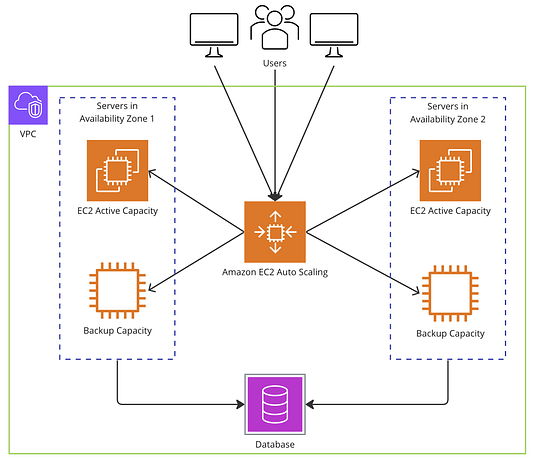 Users
VPC
Servers in
Availability Zone 1
EC2 Active Capacity
Backup Capacity
Amazon EC2 Auto Scaling
Servers in
Availability Zone 2
EC2 Active Capacity
Backup Capacity
Database